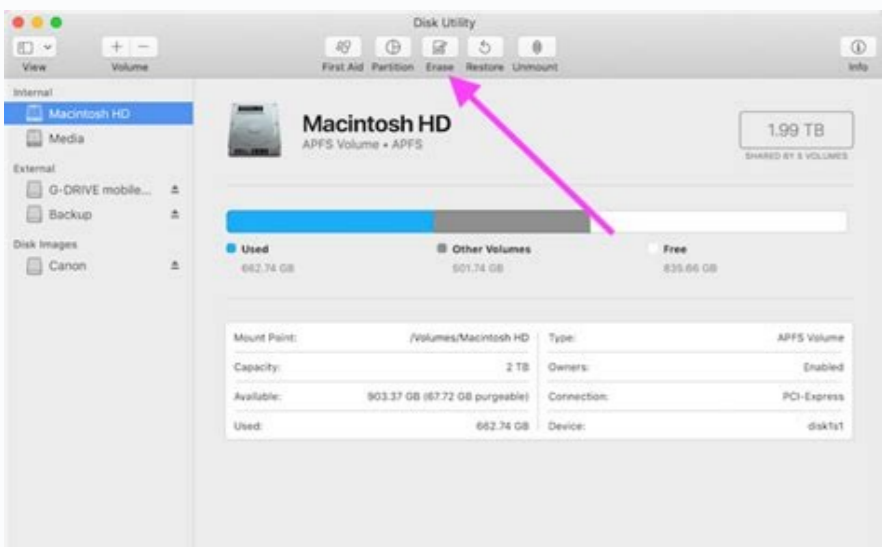 Disk Utility
View Volume First Aid Partition Erase Restore Unmount Info
Internal
Macintosh HD
Media
External
G-DRIVE mobile...
Backup
Disk Images
Canon
Macintosh HD
APFS Volume • APFS
1.99 TB
SHARED BY 5 VOLUMES
Used
662.74 GB
Other Volumes
501.74 GB
Free
835.66 GB
Mount Point: /Volumes/Macintosh HD
Capacity: 2 TB
Available: 903.37 GB (67.72 GB purgeable)
Used: 662.74 GB
Type: APFS Volume
Owners: Enabled
Connection: PCI-Express
Device: disk1s1